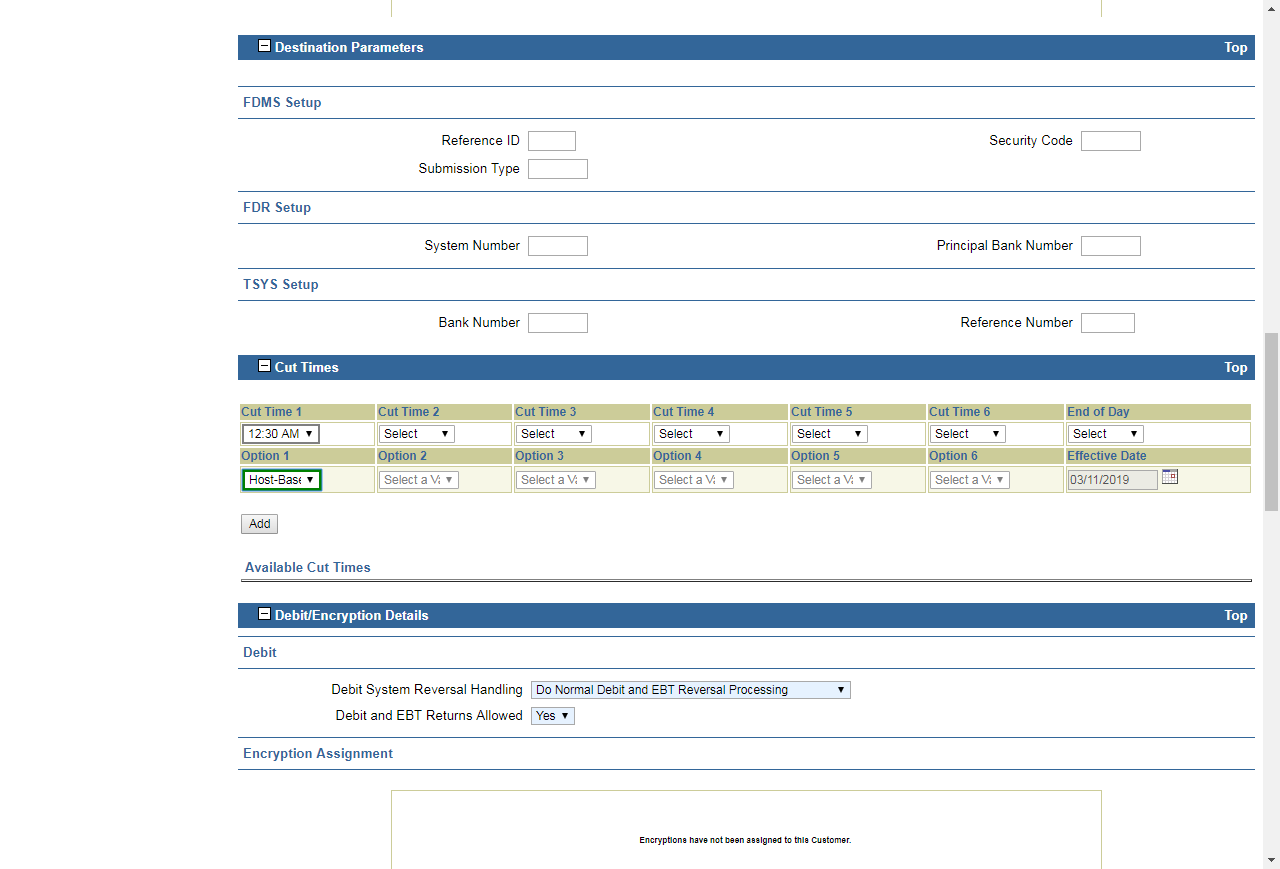 Destination Parameters Top
FDMS Setup
Reference ID Security Code
Submission Type
FDR Setup
System Number Principal Bank Number
TSYS Setup
Bank Number Reference Number
Cut Times Top
Cut Time 1 Cut Time 2 Cut Time 3 Cut Time 4 Cut Time 5 Cut Time 6 End of Day
12:30 AM Select Select Select Select Select Select
Option 1 Option 2 Option 3 Option 4 Option 5 Option 6 Effective Date
Host-Base Select a Va Select a Va Select a Va Select a Va Select a Va 03/11/2019
Add
Available Cut Times
Debit/Encryption Details Top
Debit
Debit System Reversal Handling Do Normal Debit and EBT Reversal Processing
Debit and EBT Returns Allowed Yes
Encryption Assignment
Encryptions have not been assigned to this Customer.